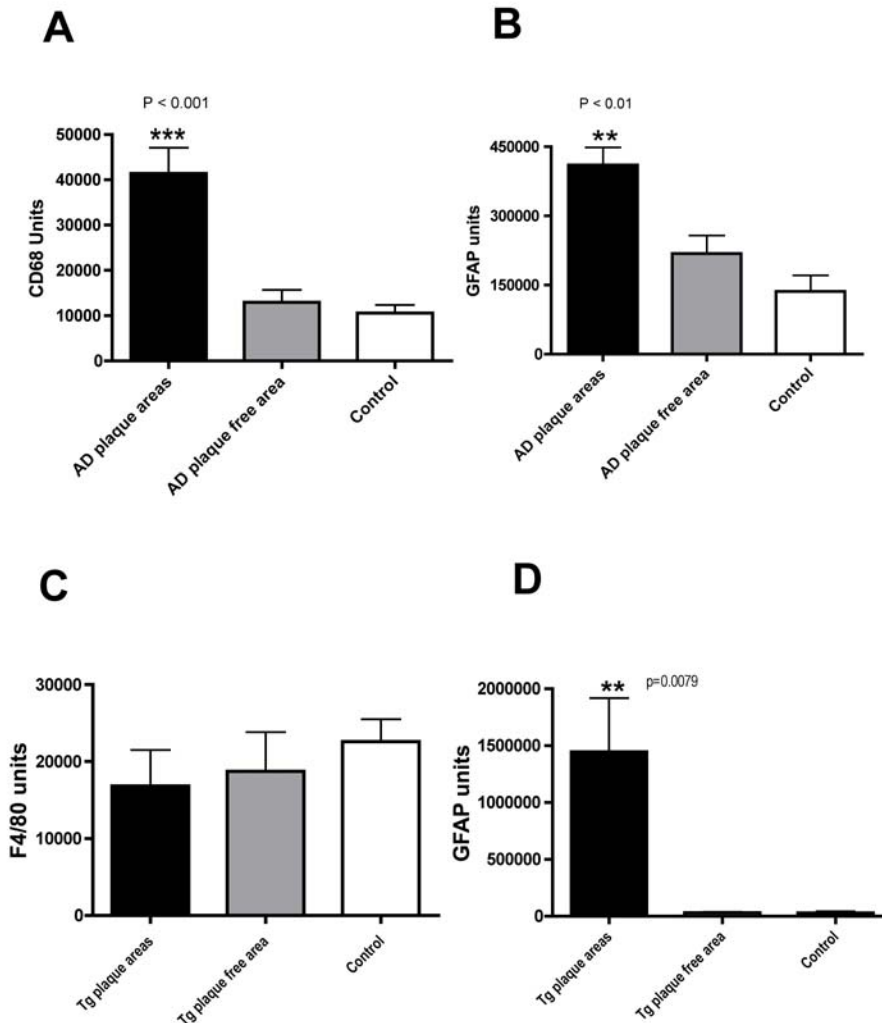 A
P < 0.001
***
CD68 Units
50000
40000
30000
20000
10000
0
AD plaque areas
AD plaque free area
Control
B
P < 0.01
**
GFAP units
450000
300000
150000
0
AD plaque areas
AD plaque free area
Control
C
F4/80 units
30000
20000
10000
0
Tg plaque areas
Tg plaque free area
Control
D
**
p=0.0079
GFAP units
2000000
1500000
1000000
500000
0
Tg plaque areas
Tg plaque free area
Control